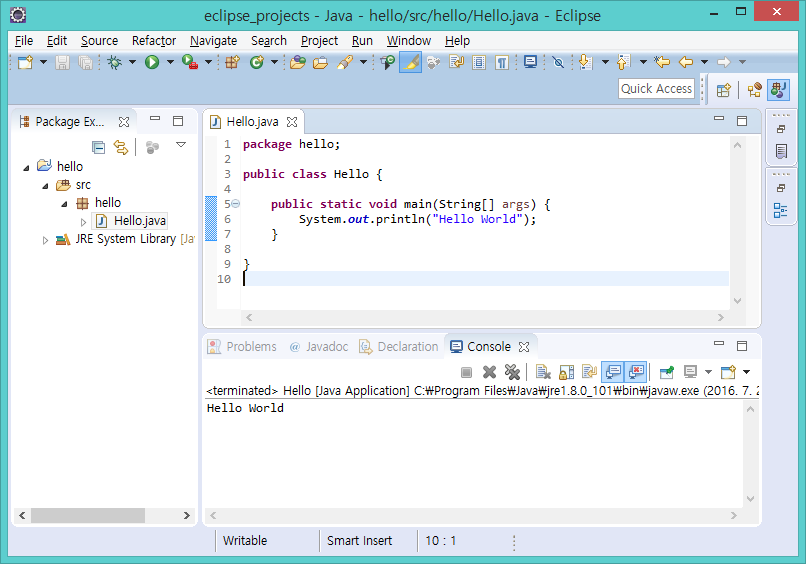 eclipse_projects - Java - hello/src/hello/Hello.java - Eclipse
File Edit Source Refactor Navigate Search Project Run Window Help
Quick Access
Package Ex...
hello
src
hello
Hello.java
JRE System Library [Ja
Hello.java
1 package hello;
2
3 public class Hello {
4
5 public static void main(String[] args) {
6 System.out.println("Hello World");
7 }
8
9 }
10
Problems @ Javadoc Declaration Console
<terminated> Hello [Java Application] C:₩Program Files₩Java₩jre1.8.0_101₩bin₩javaw.exe (2016. 7. 2
Hello World
Writable Smart Insert 10 : 1